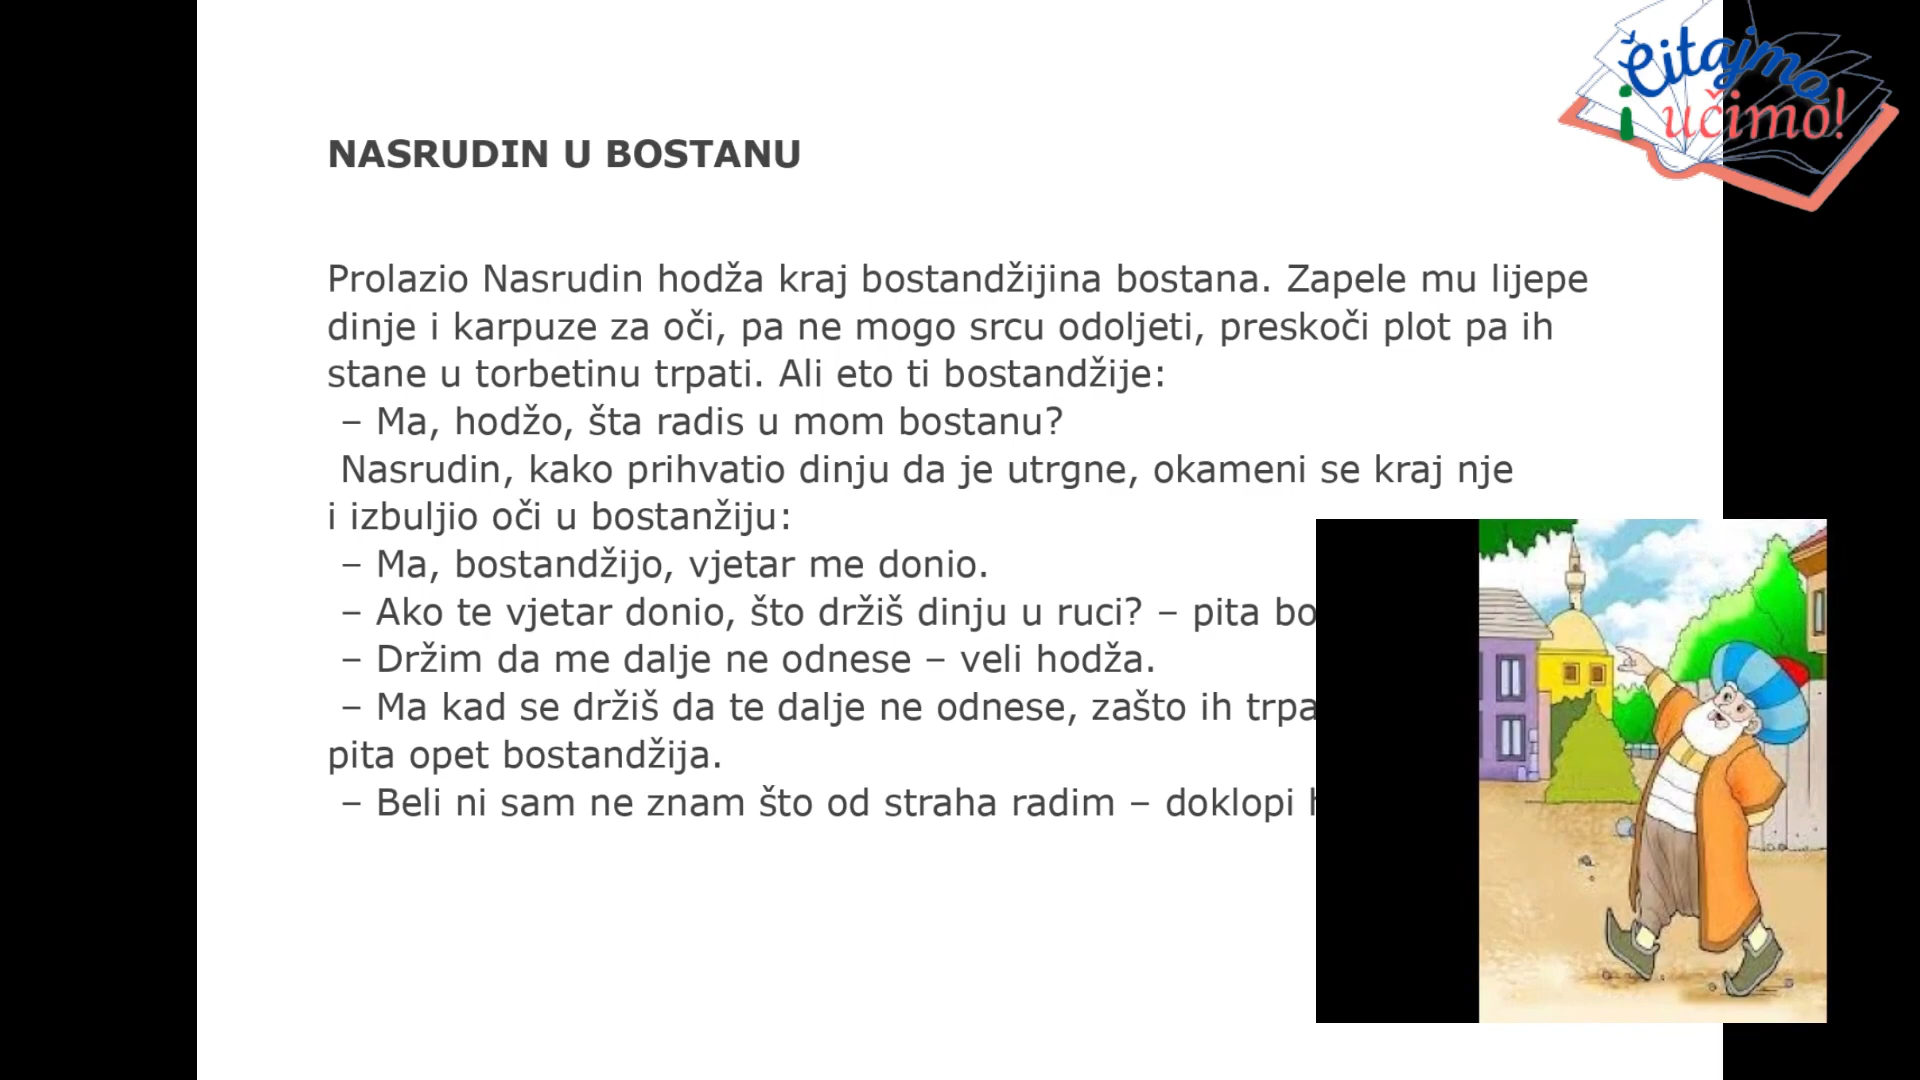 Čitajmo
i učimo!
NASRUDIN U BOSTANU
Prolazio Nasrudin hodža kraj bostandžijina bostana. Zapele mu lijepe
dinje i karpuze za oči, pa ne mogo srcu odoljeti, preskoči plot pa ih
stane u torbetinu trpati. Ali eto ti bostandžije:
– Ma, hodžo, šta radis u mom bostanu?
Nasrudin, kako prihvatio dinju da je utrgne, okameni se kraj nje
i izbuljio oči u bostanžiju:
– Ma, bostandžijo, vjetar me donio.
– Ako te vjetar donio, što držiš dinju u ruci? – pita
– Držim da me dalje ne odnese – veli hodža.
– Ma kad se držiš da te dalje ne odnese, zašto ih
pita opet bostandžija.
– Beli ni sam ne znam što od straha radim – doklopi